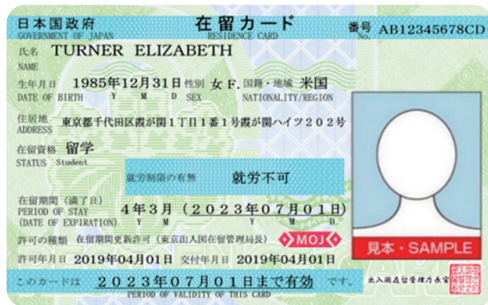 日本国政府 在留カード 番号 AB12345678CD
GOVERNMENT OF JAPAN RESIDENCE CARD No.
氏名 TURNER ELIZABETH
NAME
生年月日 1985年12月31日 性別 女 F. 国籍・地域 米国
DATE OF BIRTH Y M D SEX NATIONALITY/REGION
住居地 東京都千代田区霞が関1丁目1番1号霞が関ハイツ202号
ADDRESS
在留資格 留学
STATUS Student
就労制限の有無 就労不可
在留期間(満了日) 4年3月(2023年07月01日)
PERIOD OF STAY
(DATE OF EXPIRATION) Y M Y M D
許可の種類 在留期間更新許可(東京出入国在留管理局長) MOJ
見本・SAMPLE
許可年月日 2019年04月01日 交付年月日 2019年04月01日
このカードは 2023年07月01日まで有効 です。
PERIOD OF VALIDITY OF THIS CARD
出入国在留管理庁長官